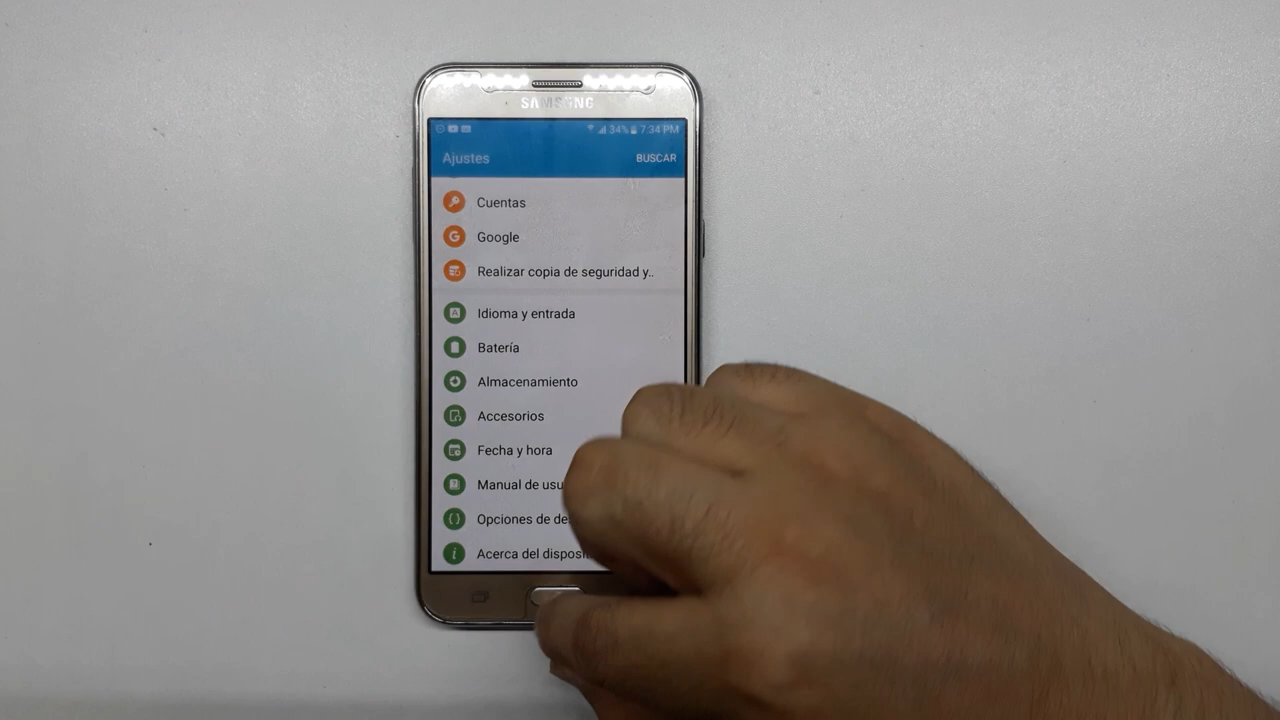 SAMSUNG
34% 7:34 PM
Ajustes BUSCAR
Cuentas
Google
Realizar copia de seguridad y..
Idioma y entrada
Batería
Almacenamiento
Accesorios
Fecha y hora
Manual de usu
Opciones de de
Acerca del disposi